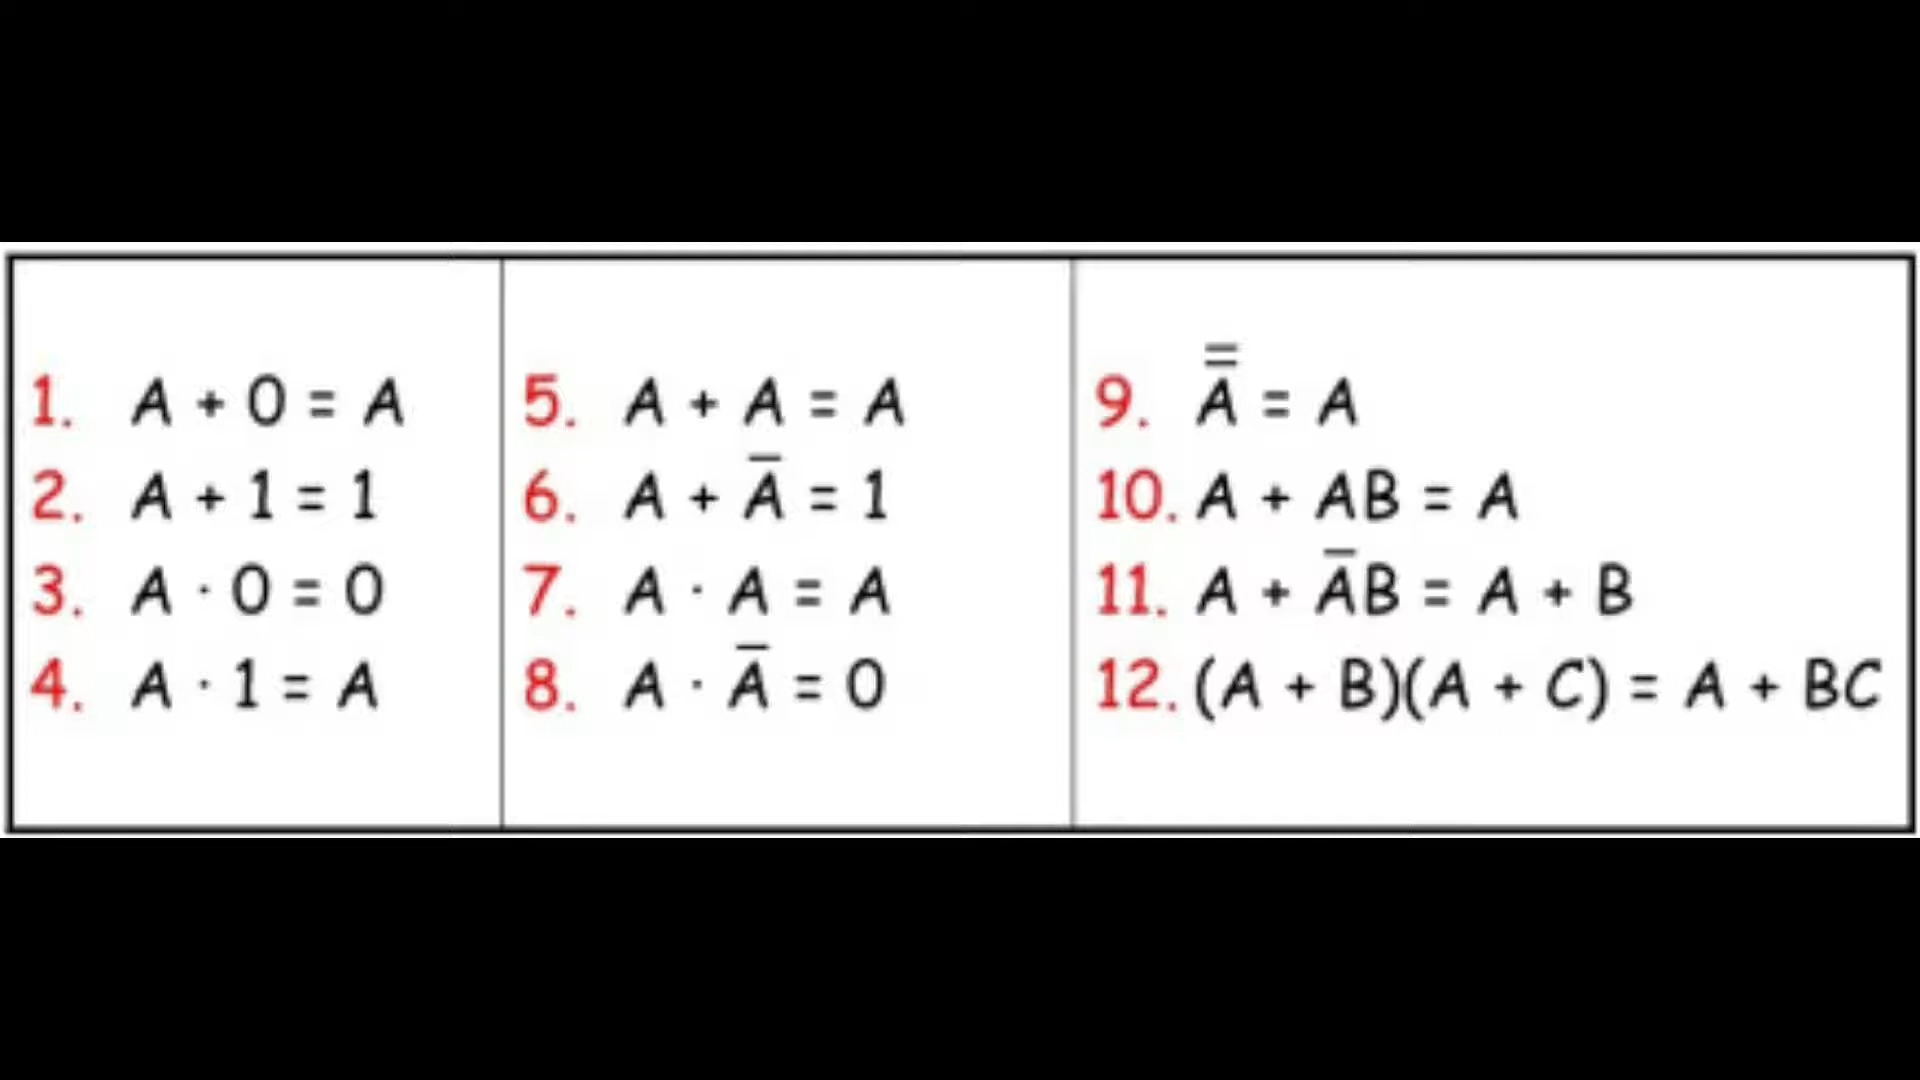 1. A + 0 = A
2. A + 1 = 1
3. A · 0 = 0
4. A · 1 = A
5. A + A = A
6. A + A̅ = 1
7. A · A = A
8. A · A̅ = 0
9. A̿ = A
10. A + AB = A
11. A + A̅B = A + B
12. (A + B)(A + C) = A + BC